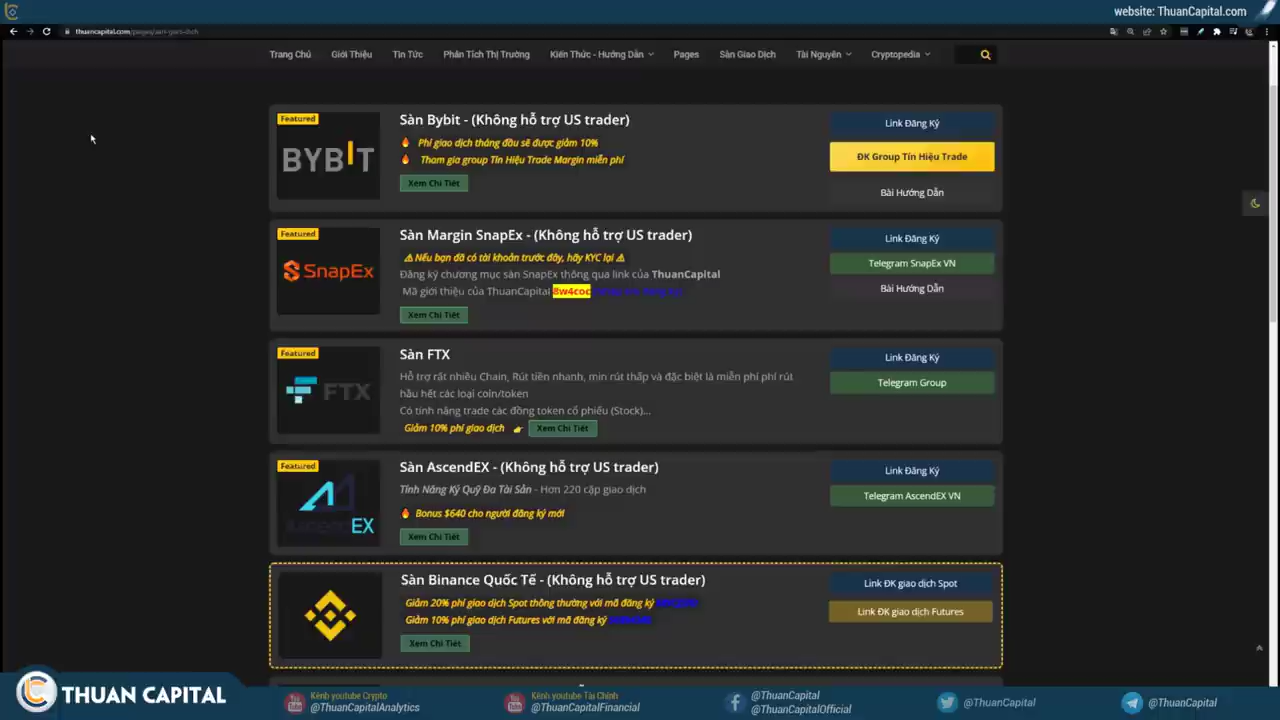 website: ThuanCapital.com
thuancapital.com/pages/san-giao-dich
Trang Chủ Giới Thiệu Tin Tức Phân Tích Thị Trường Kiến Thức - Hướng Dẫn Pages Sàn Giao Dịch Tài Nguyên Cryptopedia
Featured
BYBIT
Sàn Bybit - (Không hỗ trợ US trader)
Phí giao dịch tháng đầu sẽ được giảm 10%
Tham gia group Tín Hiệu Trade Margin miễn phí
Xem Chi Tiết
Link Đăng Ký
ĐK Group Tín Hiệu Trade
Bài Hướng Dẫn
Featured
SnapEx
Sàn Margin SnapEx - (Không hỗ trợ US trader)
⚠ Nếu bạn đã có tài khoản trước đây, hãy KYC lại ⚠
Đăng ký chương mục sàn SnapEx thông qua link của ThuanCapital
Mã giới thiệu của ThuanCapital 8w4coc
Xem Chi Tiết
Link Đăng Ký
Telegram SnapEx VN
Bài Hướng Dẫn
Featured
FTX
Sàn FTX
Hỗ trợ rất nhiều Chain, Rút tiền nhanh, min rút thấp và đặc biệt là miễn phí phí rút
hầu hết các loại coin/token
Có tính năng trade các đồng token cổ phiếu (Stock)...
Giảm 10% phí giao dịch 👉 Xem Chi Tiết
Link Đăng Ký
Telegram Group
Featured
AscendEX
Sàn AscendEX - (Không hỗ trợ US trader)
Tính Năng Ký Quỹ Đa Tài Sản - Hơn 220 cặp giao dịch
Bonus $640 cho người đăng ký mới
Xem Chi Tiết
Link Đăng Ký
Telegram AscendEX VN
Sàn Binance Quốc Tế - (Không hỗ trợ US trader)
Giảm 20% phí giao dịch Spot thông thường với mã đăng ký
Giảm 10% phí giao dịch Futures với mã đăng ký
Xem Chi Tiết
Link ĐK giao dịch Spot
Link ĐK giao dịch Futures
THUAN CAPITAL
Kênh youtube Crypto
@ThuanCapitalAnalytics
Kênh youtube Tài Chính
@ThuanCapitalFinancial
@ThuanCapital
@ThuanCapitalOfficial
@ThuanCapital
@ThuanCapital